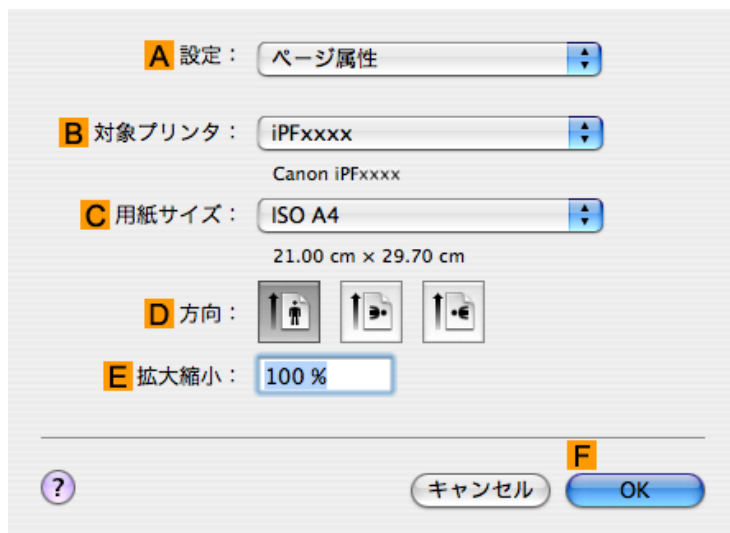 A 設定： ページ属性
B 対象プリンタ： iPFxxxx
Canon iPFxxxx
C 用紙サイズ： ISO A4
21.00 cm × 29.70 cm
D 方向：
E 拡大縮小： 100 %
F
? キャンセル OK